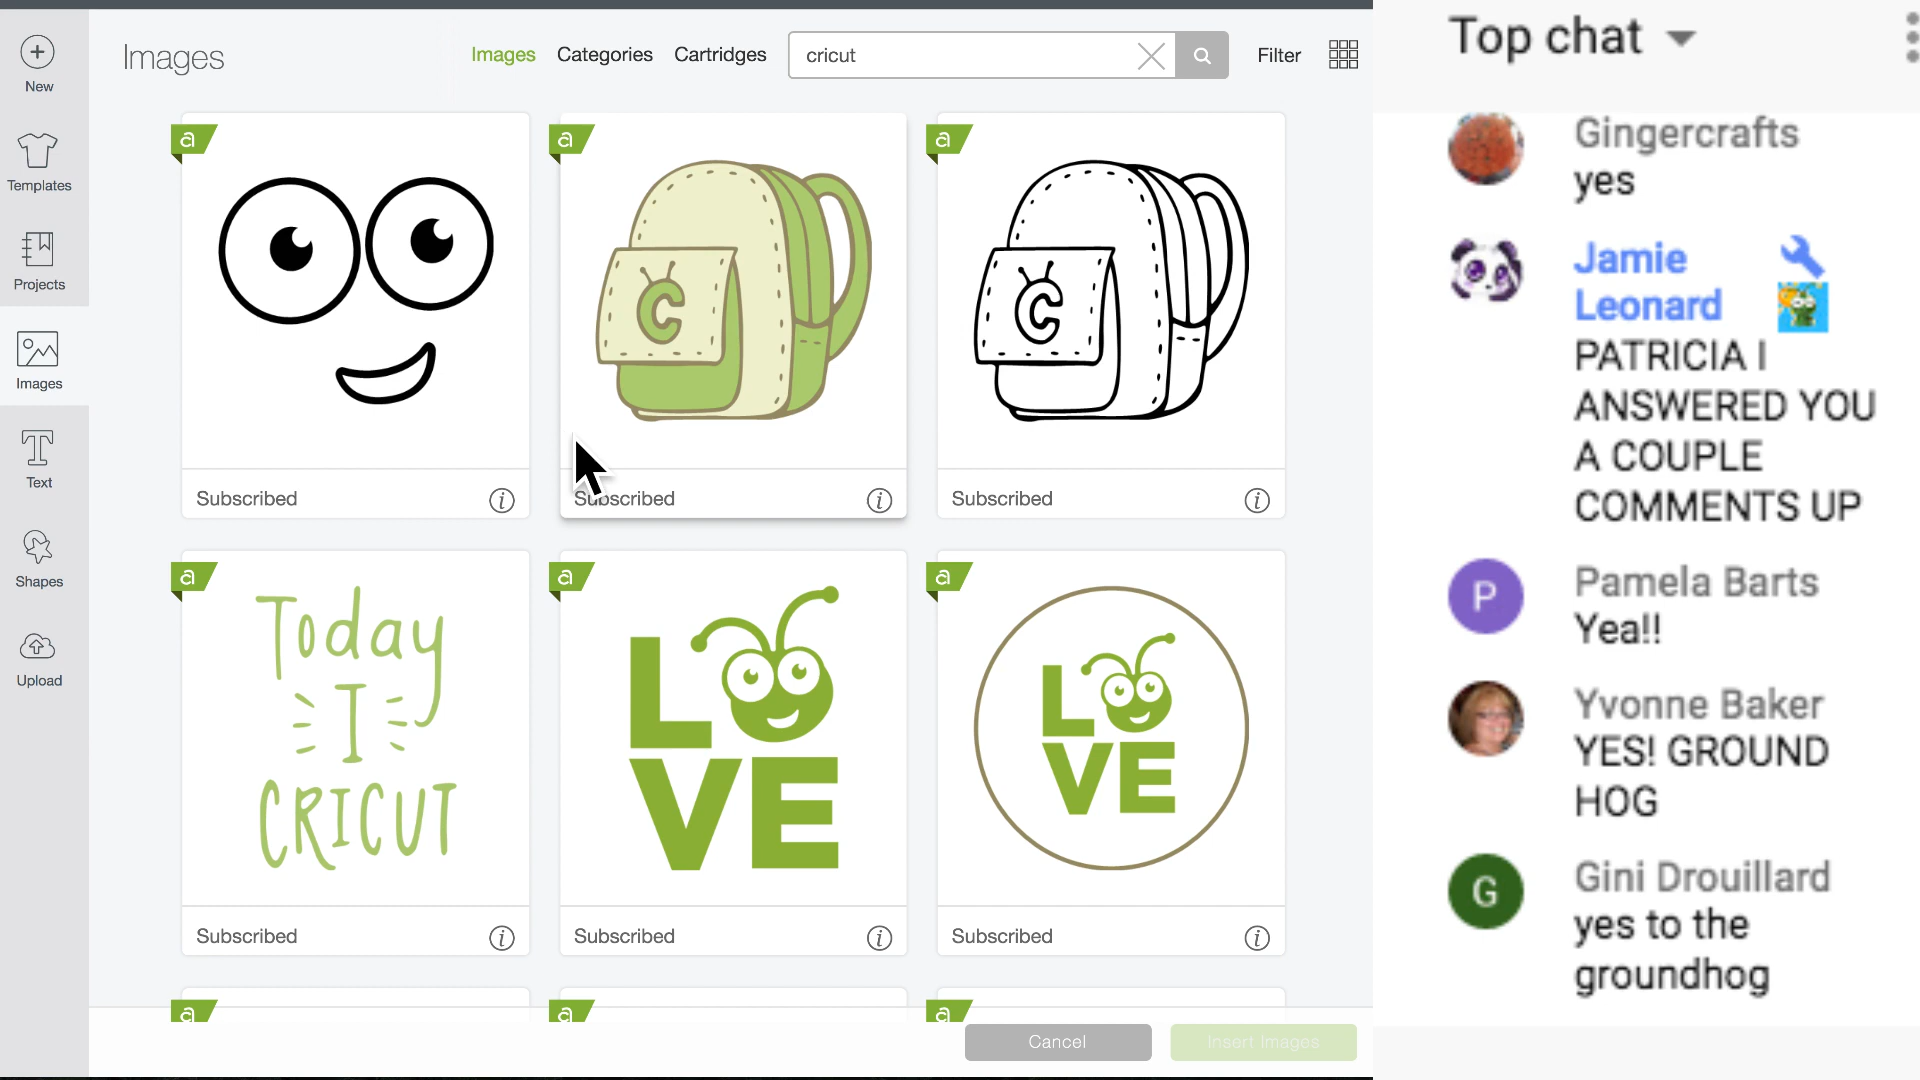 New
Templates
Projects
Images
Text
Shapes
Upload
Images
Images Categories Cartridges
cricut
Filter
a
a
a
C
C
Subscribed
Subscribed
Subscribed
a
a
a
Today
I
CRICUT
L
VE
L
VE
Subscribed
Subscribed
Subscribed
a
a
a
Cancel
Insert Images
Top chat
Gingercrafts
yes
Jamie
Leonard
PATRICIA I
ANSWERED YOU
A COUPLE
COMMENTS UP
P
Pamela Barts
Yea!!
Yvonne Baker
YES! GROUND
HOG
G
Gini Drouillard
yes to the
groundhog